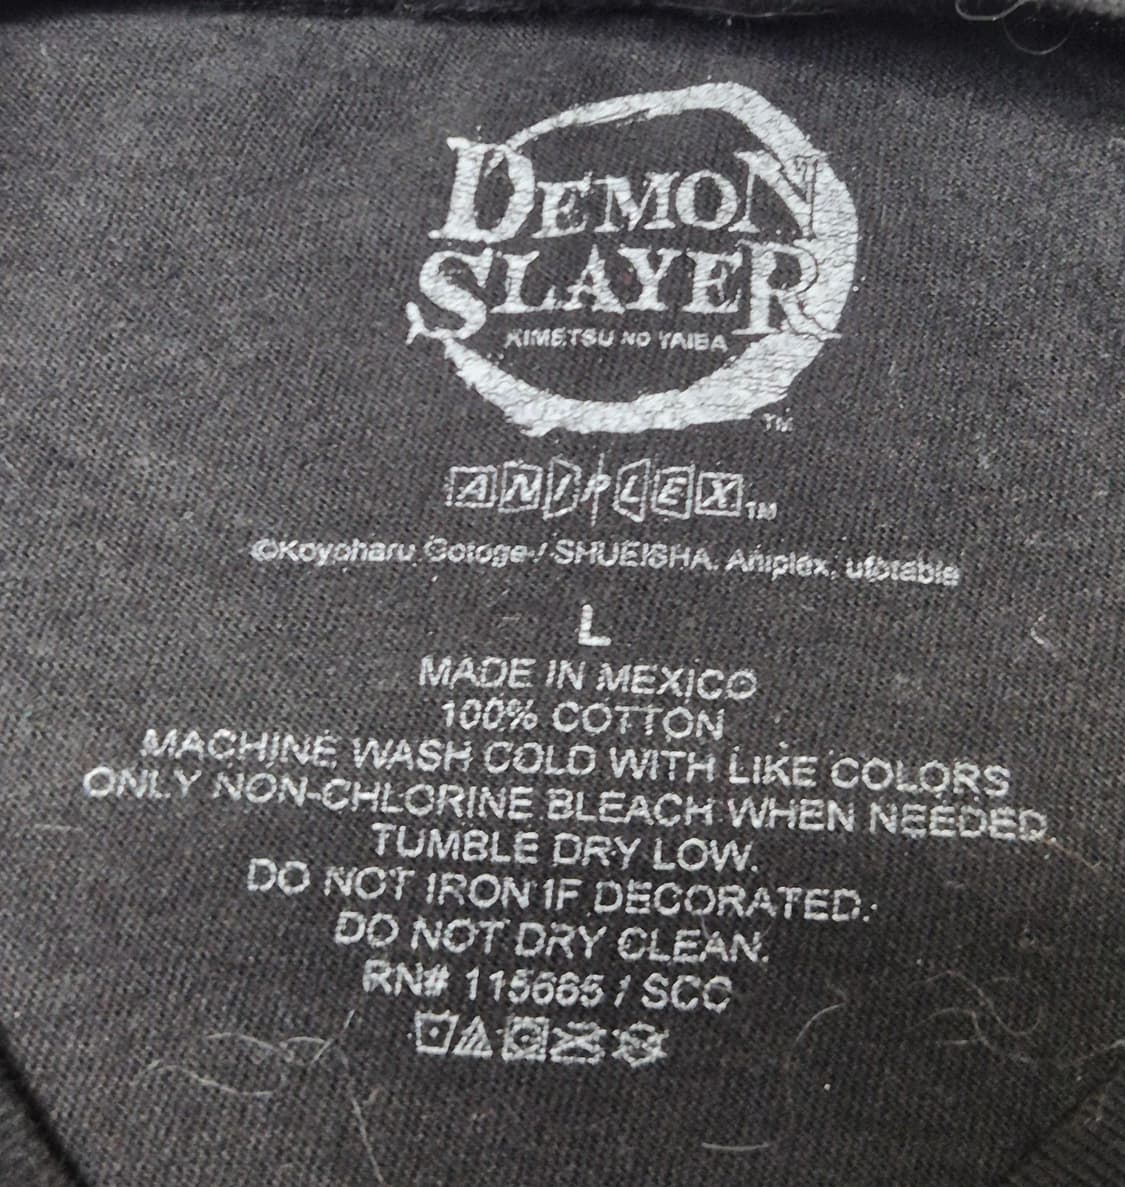 DEMON
SLAYER
KIMETSU NO YAIBA
TM
ANIPLEX TM
©Koyoharu Gotoge / SHUEISHA, Aniplex, ufotable
L
MADE IN MEXICO
100% COTTON
MACHINE WASH COLD WITH LIKE COLORS
ONLY NON-CHLORINE BLEACH WHEN NEEDED.
TUMBLE DRY LOW.
DO NOT IRON IF DECORATED.
DO NOT DRY CLEAN.
RN# 115665 / SCC